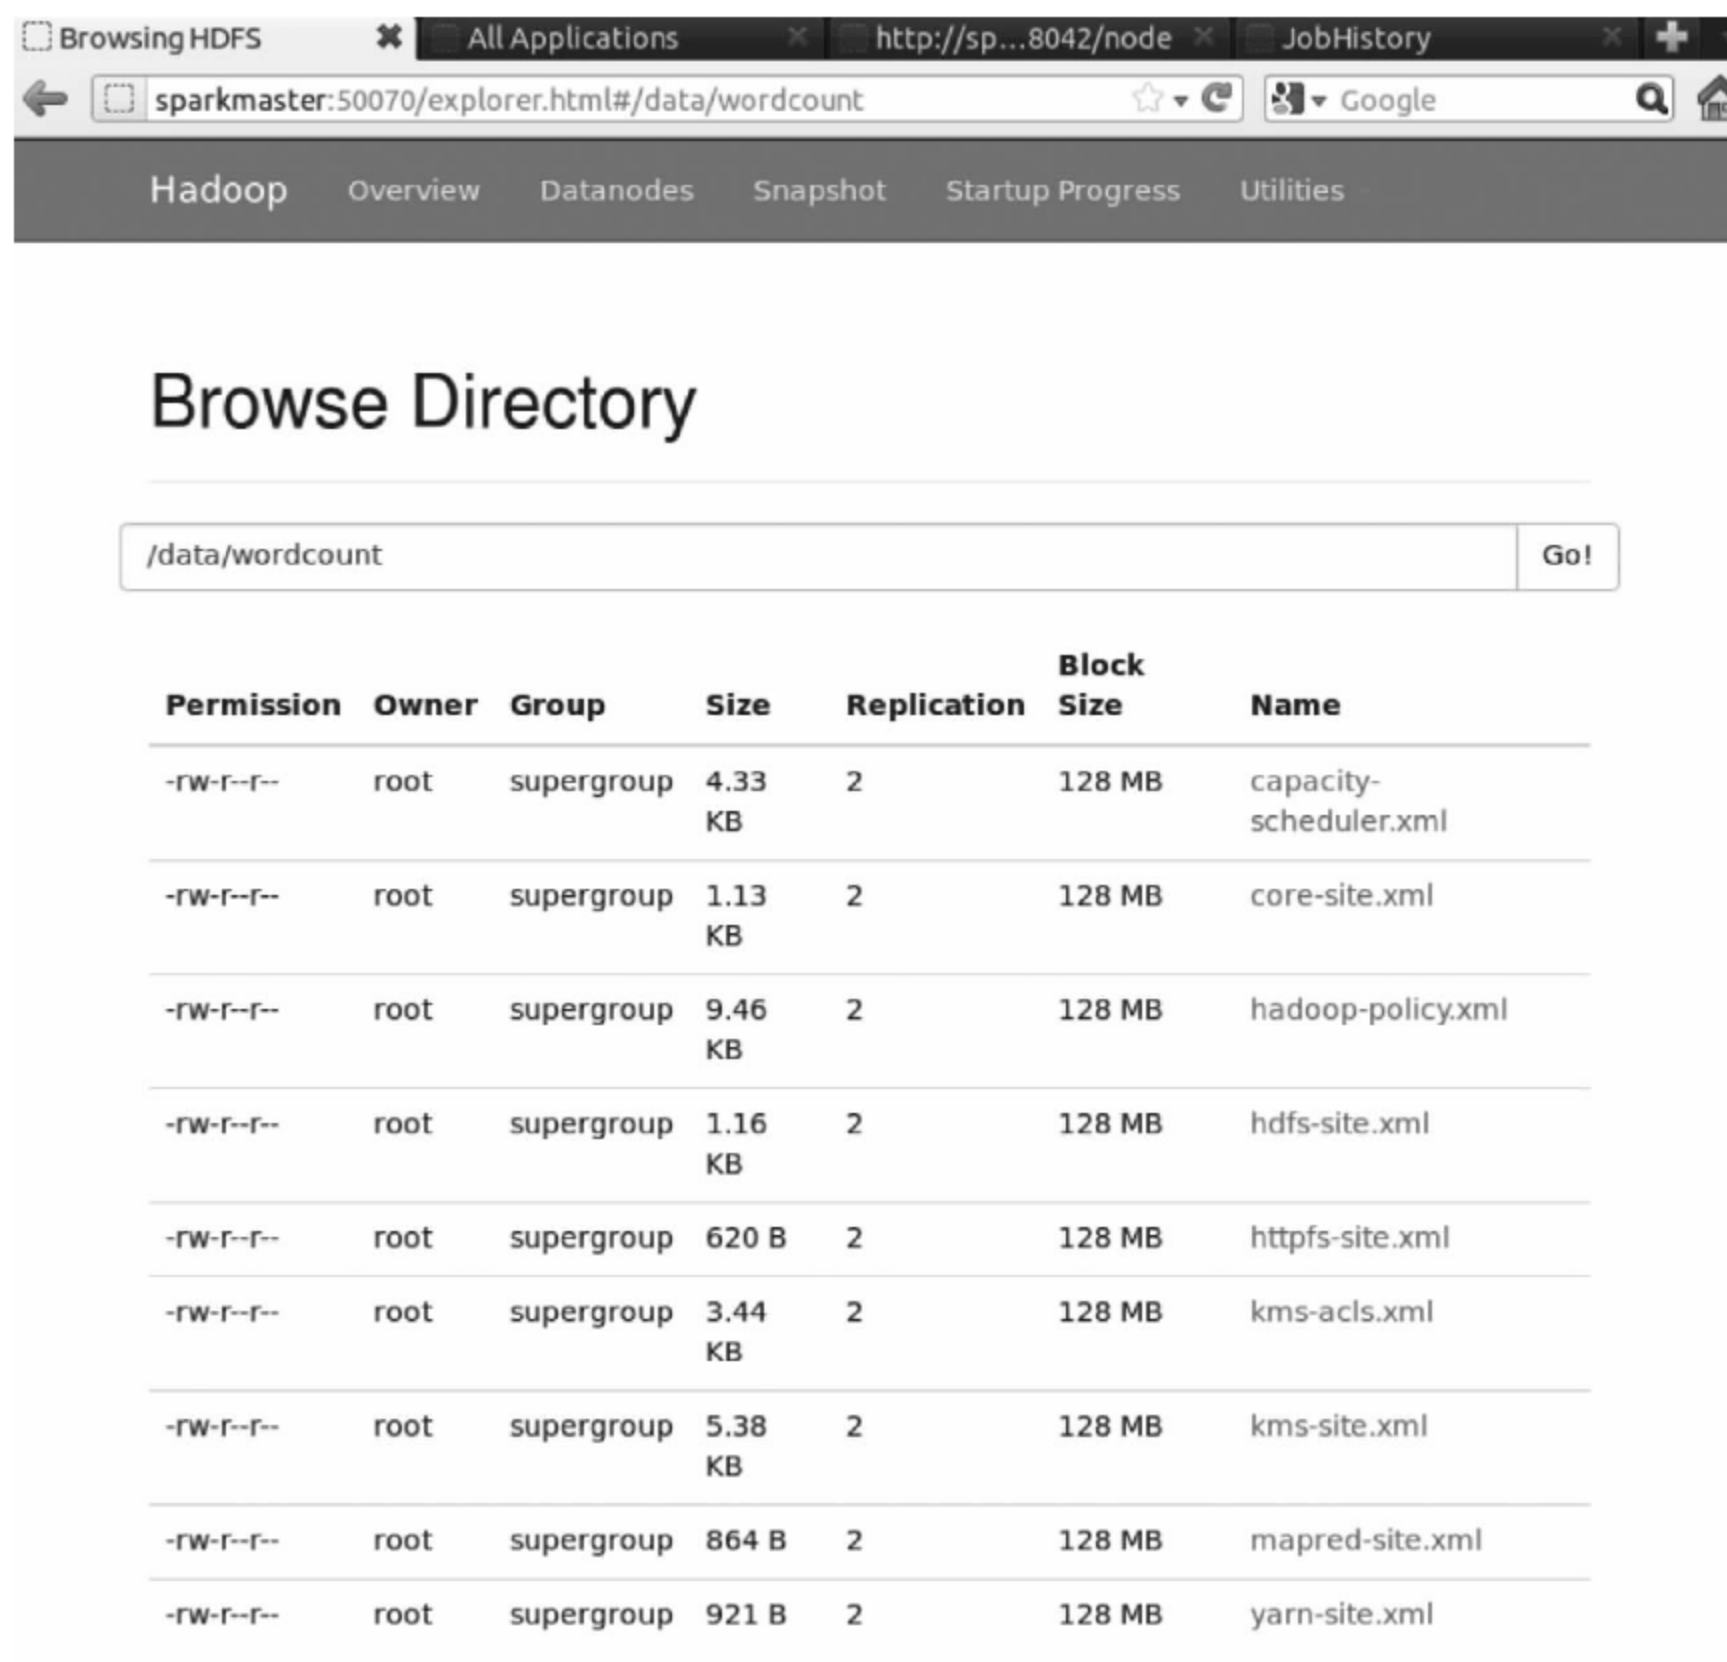 Browsing HDFS All Applications http://sp...8042/node JobHistory
sparkmaster:50070/explorer.html#/data/wordcount Google
Hadoop Overview Datanodes Snapshot Startup Progress Utilities
Browse Directory
/data/wordcount Go!
Block
Permission Owner Group Size Replication Size Name
-rw-r--r-- root supergroup 4.33 2 128 MB capacity-
KB scheduler.xml
-rw-r--r-- root supergroup 1.13 2 128 MB core-site.xml
KB
-rw-r--r-- root supergroup 9.46 2 128 MB hadoop-policy.xml
KB
-rw-r--r-- root supergroup 1.16 2 128 MB hdfs-site.xml
KB
-rw-r--r-- root supergroup 620 B 2 128 MB httpfs-site.xml
-rw-r--r-- root supergroup 3.44 2 128 MB kms-acls.xml
KB
-rw-r--r-- root supergroup 5.38 2 128 MB kms-site.xml
KB
-rw-r--r-- root supergroup 864 B 2 128 MB mapred-site.xml
-rw-r--r-- root supergroup 921 B 2 128 MB yarn-site.xml